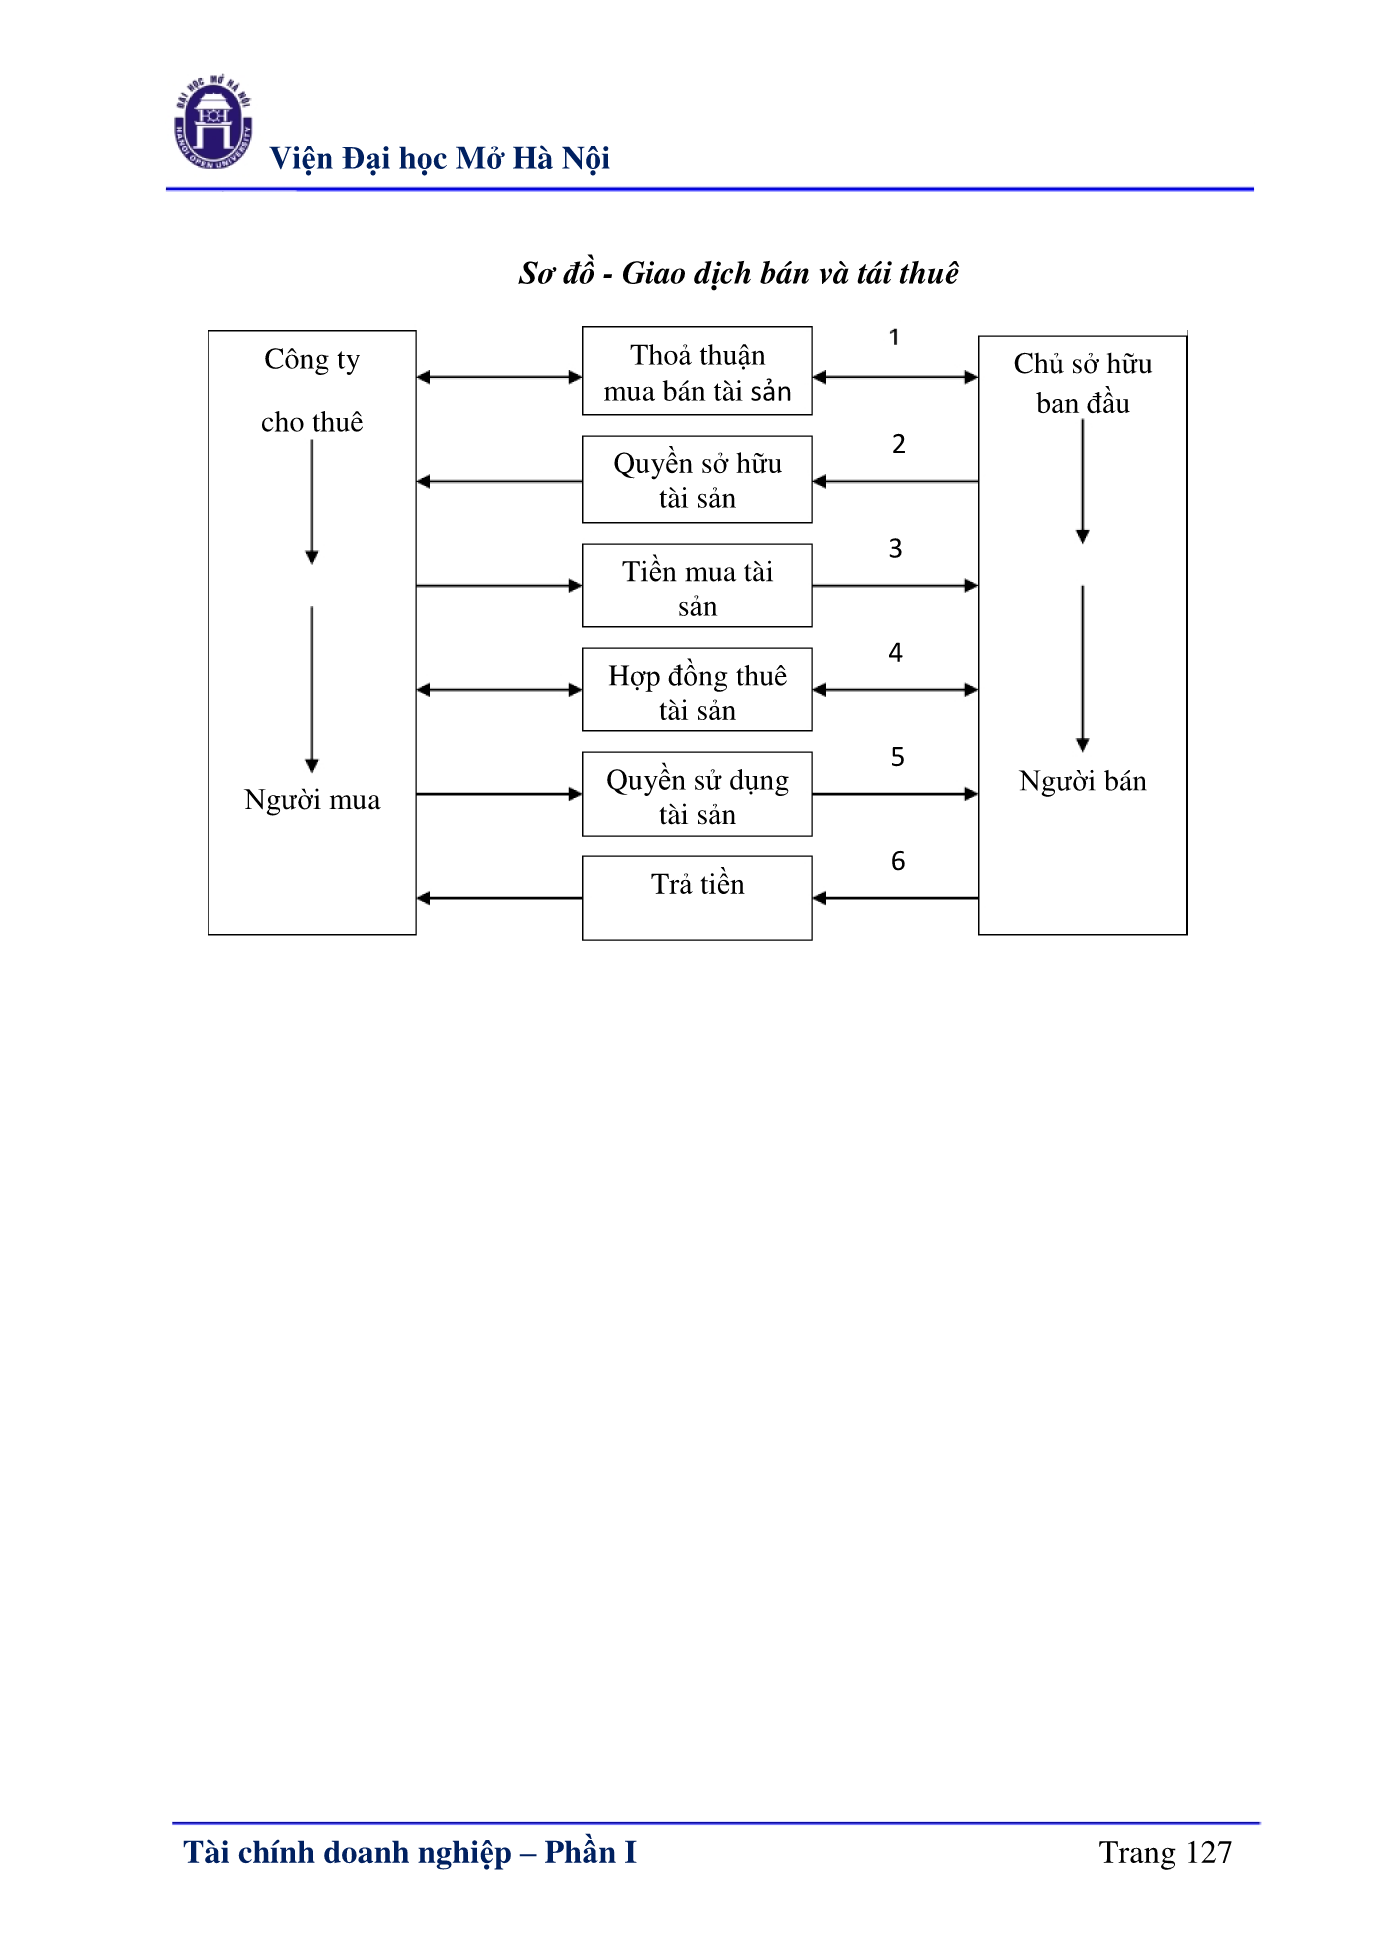 ĐẠI HỌC MỞ HÀ NỘI
HANOI OPEN UNIVERSITY
Viện Đại học Mở Hà Nội
Sơ đồ - Giao dịch bán và tái thuê
Công ty
cho thuê
Người mua
Thoả thuận
mua bán tài sản
1
Quyền sở hữu
tài sản
2
Tiền mua tài
sản
3
Hợp đồng thuê
tài sản
4
Quyền sử dụng
tài sản
5
Trả tiền
6
Chủ sở hữu
ban đầu
Người bán
Tài chính doanh nghiệp – Phần I
Trang 127